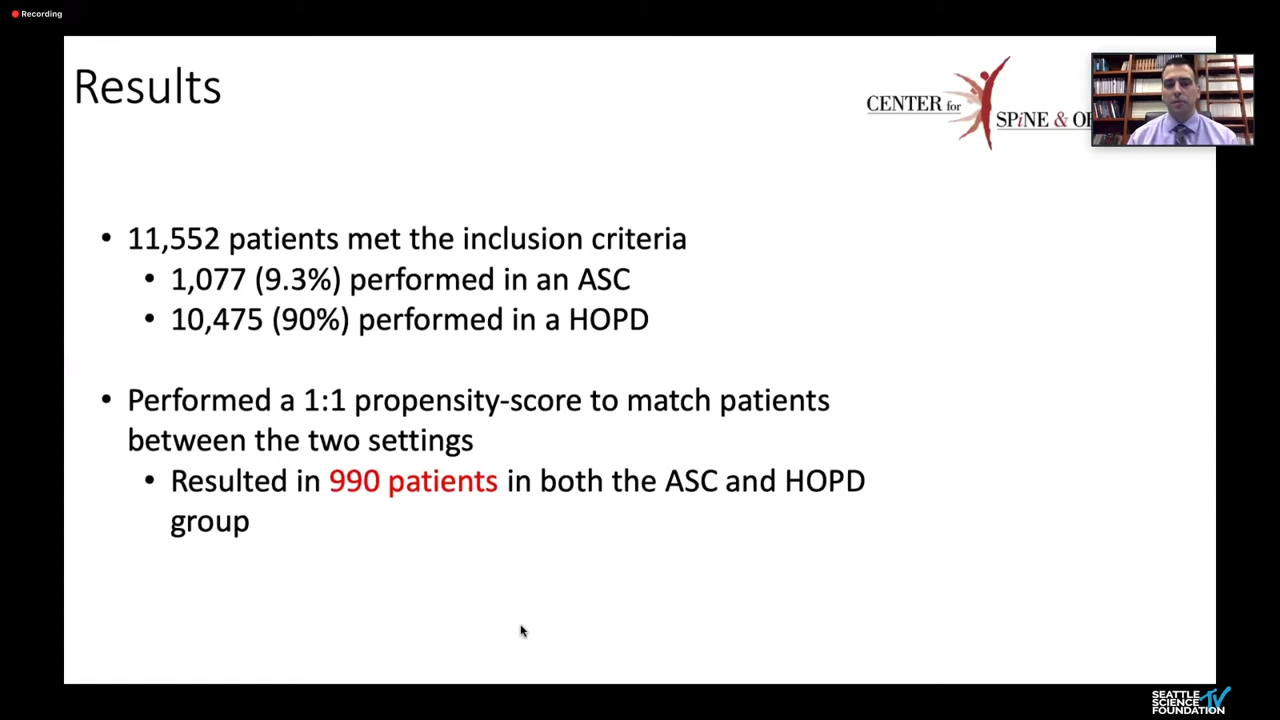 Recording
Results
CENTER for
SPiNE &
• 11,552 patients met the inclusion criteria
• 1,077 (9.3%) performed in an ASC
• 10,475 (90%) performed in a HOPD
• Performed a 1:1 propensity-score to match patients
between the two settings
• Resulted in 990 patients in both the ASC and HOPD
group
SEATTLE
SCIENCE TV
FOUNDATION